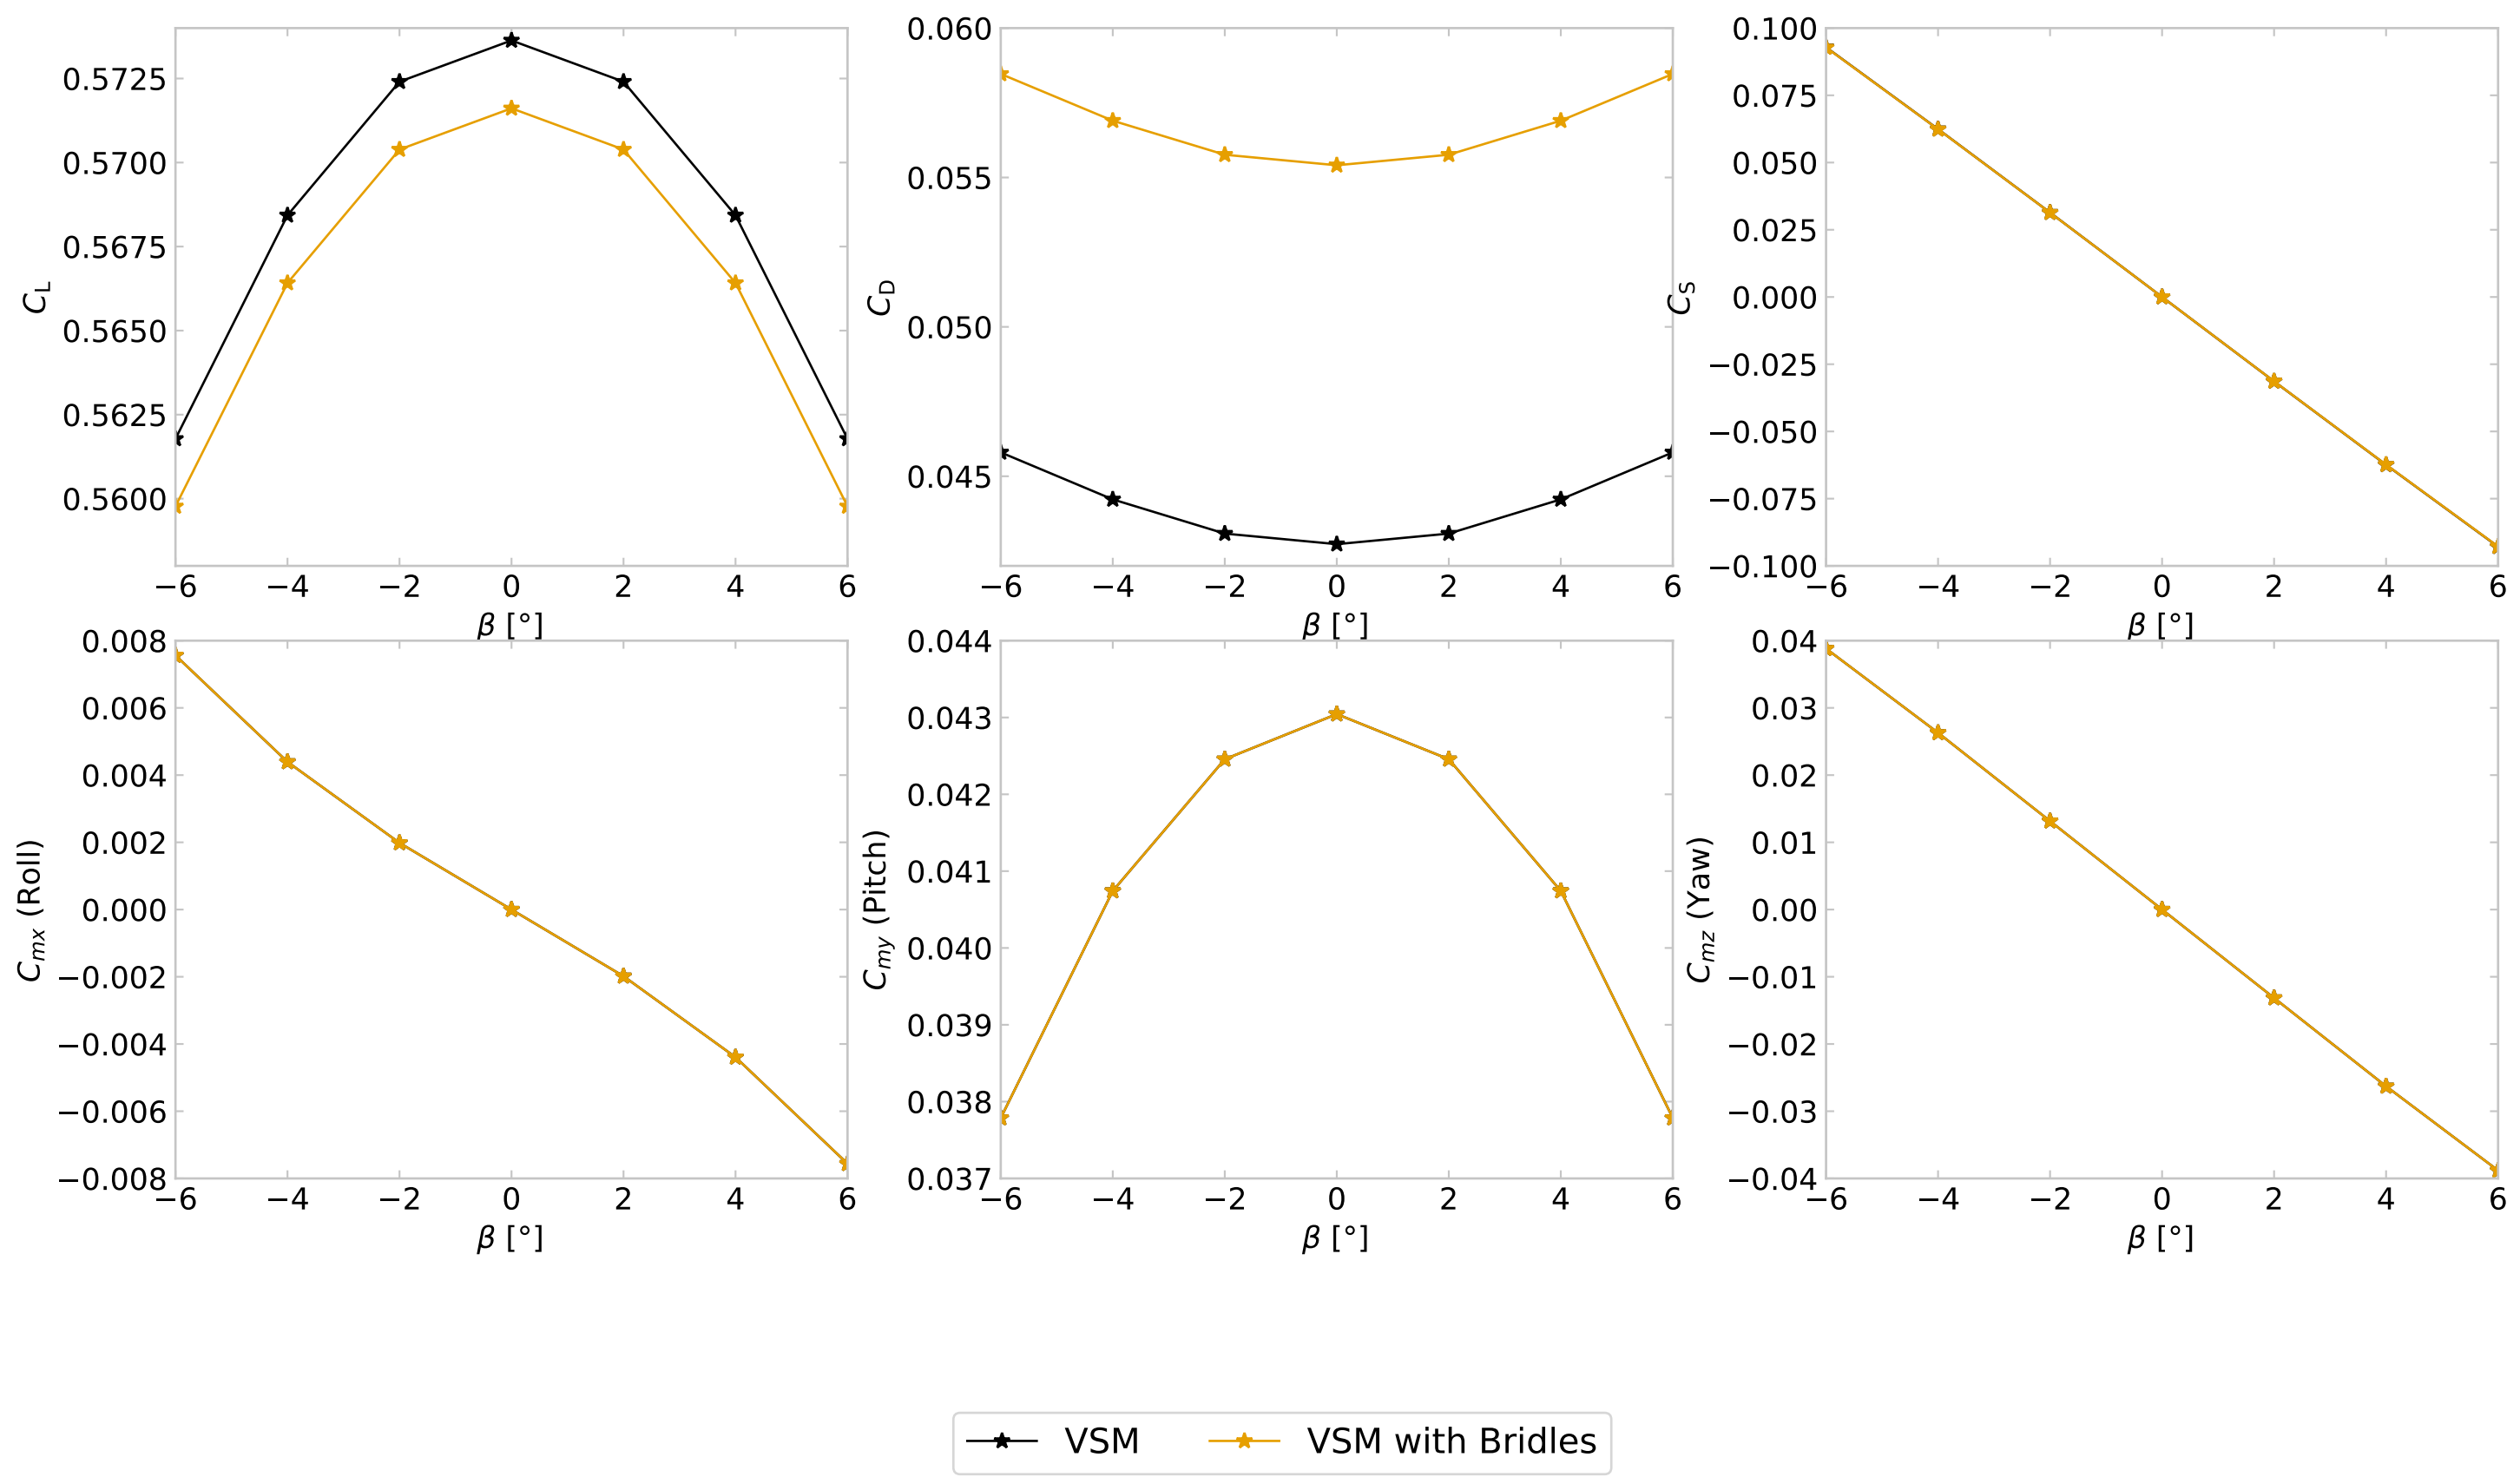 0.5725
0.5700
0.5675
0.5650
0.5625
0.5600
C_L
−6 −4 −2 0 2 4 6
β [°]
0.060
0.055
0.050
0.045
C_D
−6 −4 −2 0 2 4 6
β [°]
0.100
0.075
0.050
0.025
0.000
−0.025
−0.050
−0.075
−0.100
C_S
−6 −4 −2 0 2 4 6
β [°]
0.008
0.006
0.004
0.002
0.000
−0.002
−0.004
−0.006
−0.008
C_mx (Roll)
−6 −4 −2 0 2 4 6
β [°]
0.044
0.043
0.042
0.041
0.040
0.039
0.038
0.037
C_my (Pitch)
−6 −4 −2 0 2 4 6
β [°]
0.04
0.03
0.02
0.01
0.00
−0.01
−0.02
−0.03
−0.04
C_mz (Yaw)
−6 −4 −2 0 2 4 6
β [°]
VSM VSM with Bridles